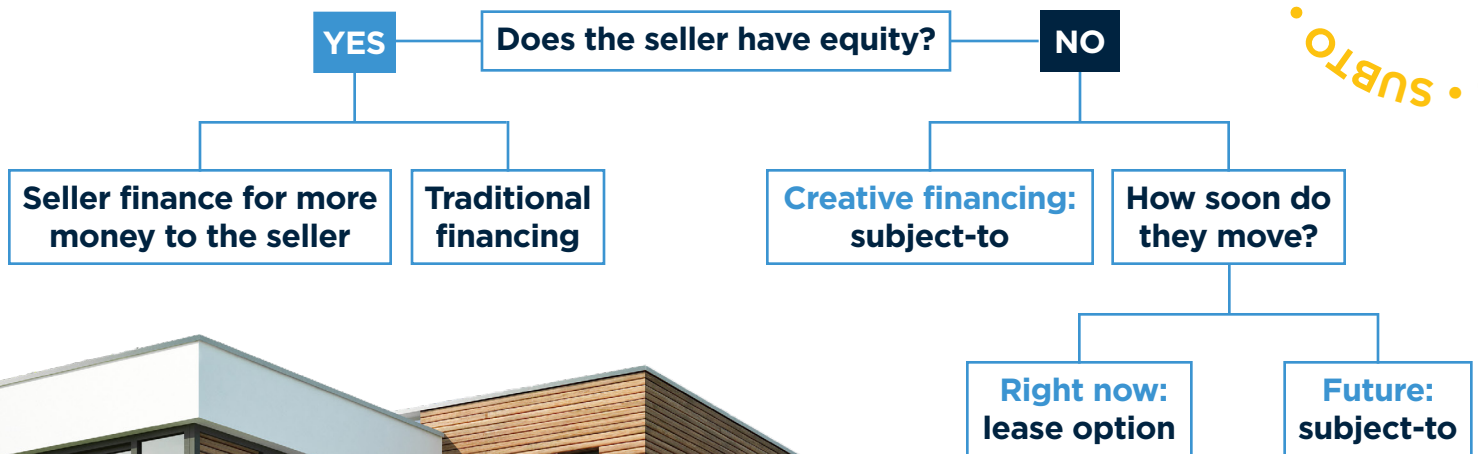 YES
Does the seller have equity?
NO
• SUBTO •
Seller finance for more
money to the seller
Traditional
financing
Creative financing:
subject-to
How soon do
they move?
Right now:
lease option
Future:
subject-to